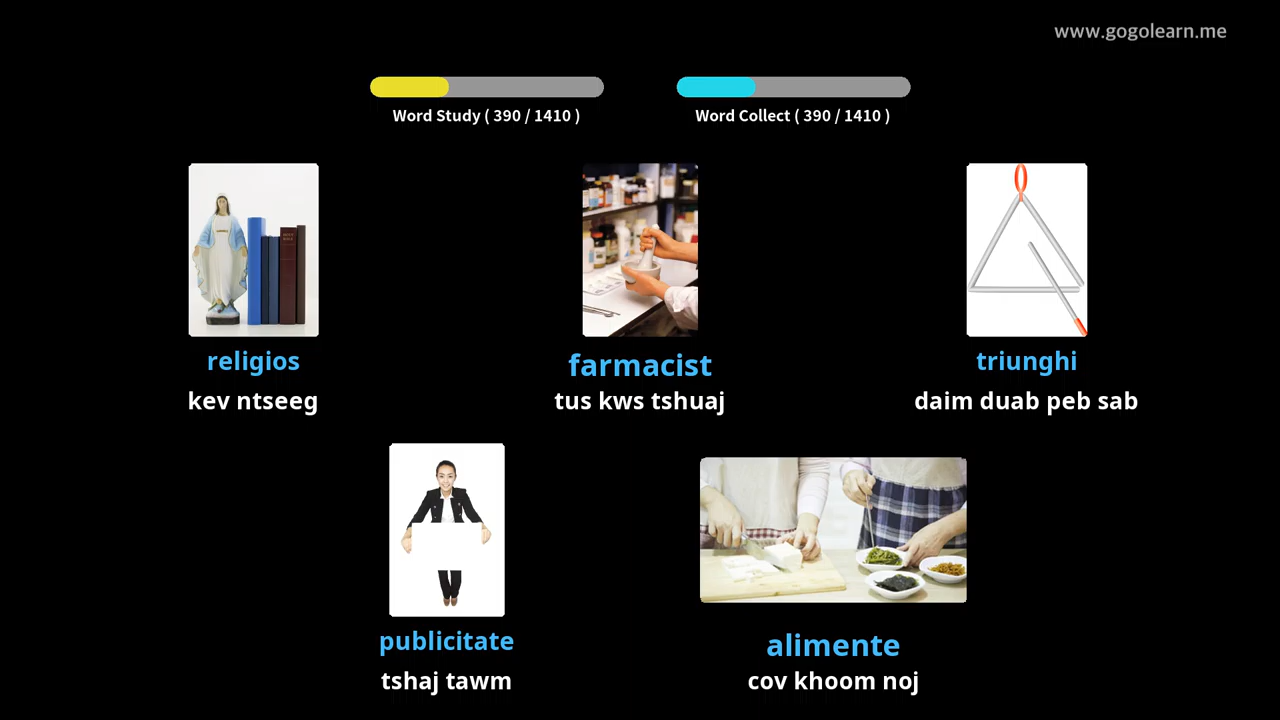 www.gogolearn.me
Word Study ( 390 / 1410 )
Word Collect ( 390 / 1410 )
religios
kev ntseeg
farmacist
tus kws tshuaj
triunghi
daim duab peb sab
publicitate
tshaj tawm
alimente
cov khoom noj